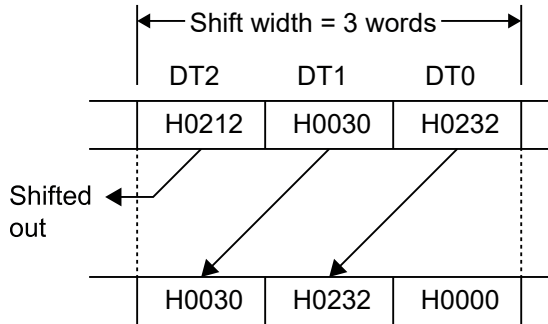 Shift width = 3 words
DT2 DT1 DT0
H0212 H0030 H0232
Shifted
out
H0030 H0232 H0000